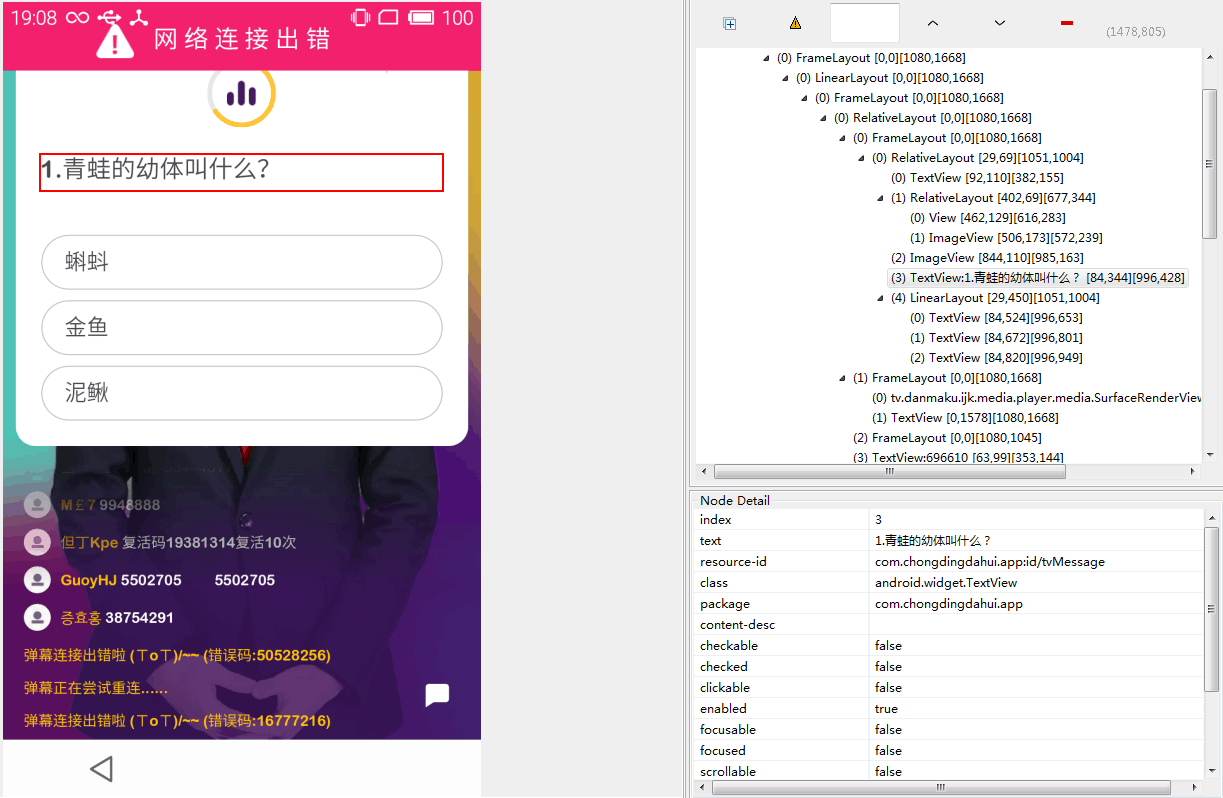 19:08
100
网络连接出错
1.青蛙的幼体叫什么?
蝌蚪
金鱼
泥鳅
M£7 9948888
但丁Kpe 复活码19381314复活10次
GuoyHJ 5502705 5502705
증효홍 38754291
弹幕连接出错啦 (ㄒoㄒ)/~~ (错误码:50528256)
弹幕正在尝试重连......
弹幕连接出错啦 (ㄒoㄒ)/~~ (错误码:16777216)
(1478,805)
(0) FrameLayout [0,0][1080,1668]
(0) LinearLayout [0,0][1080,1668]
(0) FrameLayout [0,0][1080,1668]
(0) RelativeLayout [0,0][1080,1668]
(0) FrameLayout [0,0][1080,1668]
(0) RelativeLayout [29,69][1051,1004]
(0) TextView [92,110][382,155]
(1) RelativeLayout [402,69][677,344]
(0) View [462,129][616,283]
(1) ImageView [506,173][572,239]
(2) ImageView [844,110][985,163]
(3) TextView:1.青蛙的幼体叫什么？ [84,344][996,428]
(4) LinearLayout [29,450][1051,1004]
(0) TextView [84,524][996,653]
(1) TextView [84,672][996,801]
(2) TextView [84,820][996,949]
(1) FrameLayout [0,0][1080,1668]
(0) tv.danmaku.ijk.media.player.media.SurfaceRenderView
(1) TextView [0,1578][1080,1668]
(2) FrameLayout [0,0][1080,1045]
(3) TextView:696610 [63,99][353,144]
Node Detail
index 3
text 1.青蛙的幼体叫什么？
resource-id com.chongdingdahui.app:id/tvMessage
class android.widget.TextView
package com.chongdingdahui.app
content-desc
checkable false
checked false
clickable false
enabled true
focusable false
focused false
scrollable false